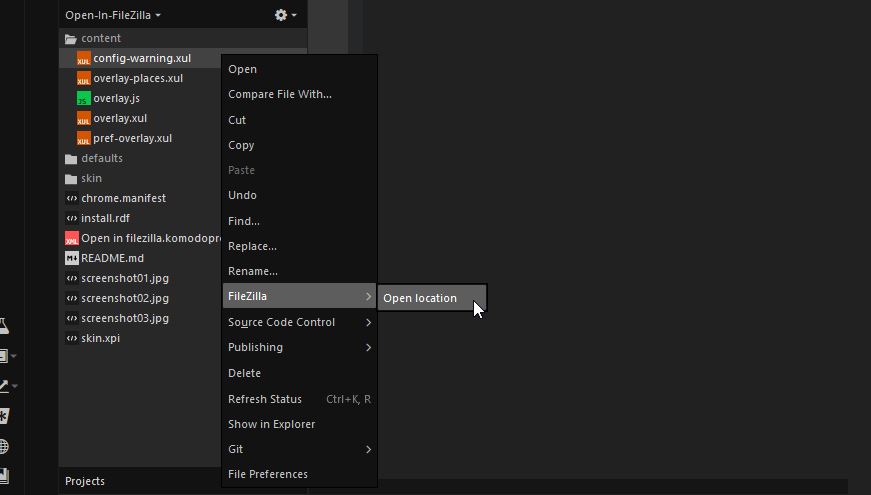 Open-In-FileZilla
content
config-warning.xul
overlay-places.xul
overlay.js
overlay.xul
pref-overlay.xul
defaults
skin
chrome.manifest
install.rdf
Open in filezilla.komodopro
README.md
screenshot01.jpg
screenshot02.jpg
screenshot03.jpg
skin.xpi
Projects
Open
Compare File With...
Cut
Copy
Paste
Undo
Find...
Replace...
Rename...
FileZilla
Open location
Source Code Control
Publishing
Delete
Refresh Status Ctrl+K, R
Show in Explorer
Git
File Preferences